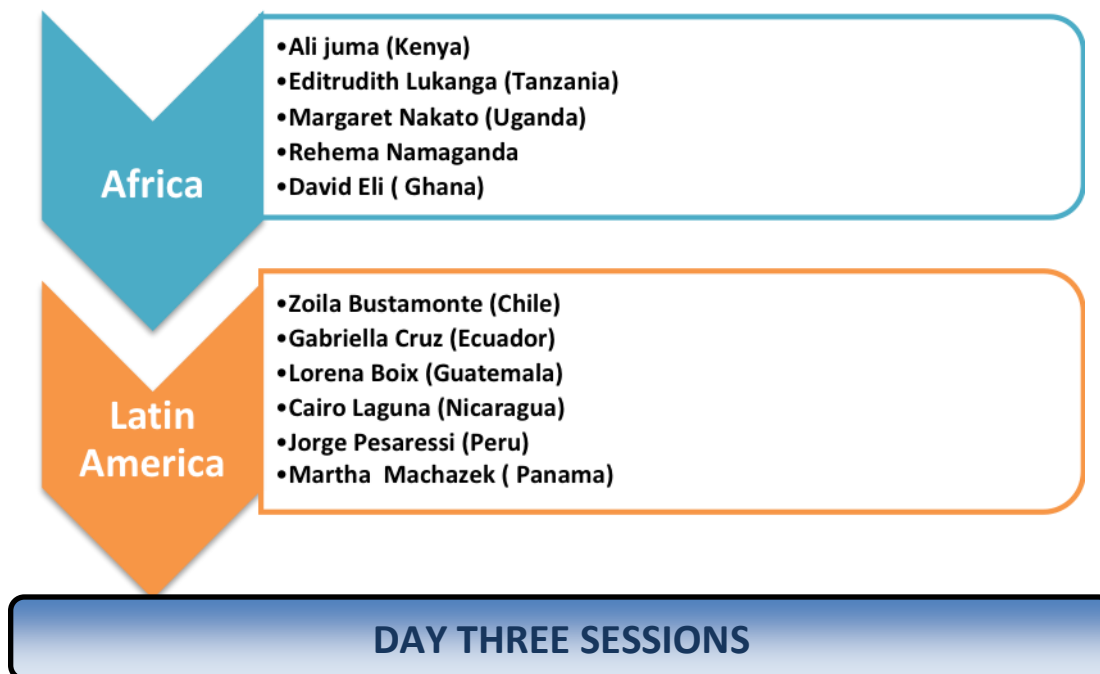 Africa
•Ali juma (Kenya)
•Editrudith Lukanga (Tanzania)
•Margaret Nakato (Uganda)
•Rehema Namaganda
•David Eli ( Ghana)
Latin
America
•Zoila Bustamonte (Chile)
•Gabriella Cruz (Ecuador)
•Lorena Boix (Guatemala)
•Cairo Laguna (Nicaragua)
•Jorge Pesaressi (Peru)
•Martha  Machazek ( Panama)
DAY THREE SESSIONS